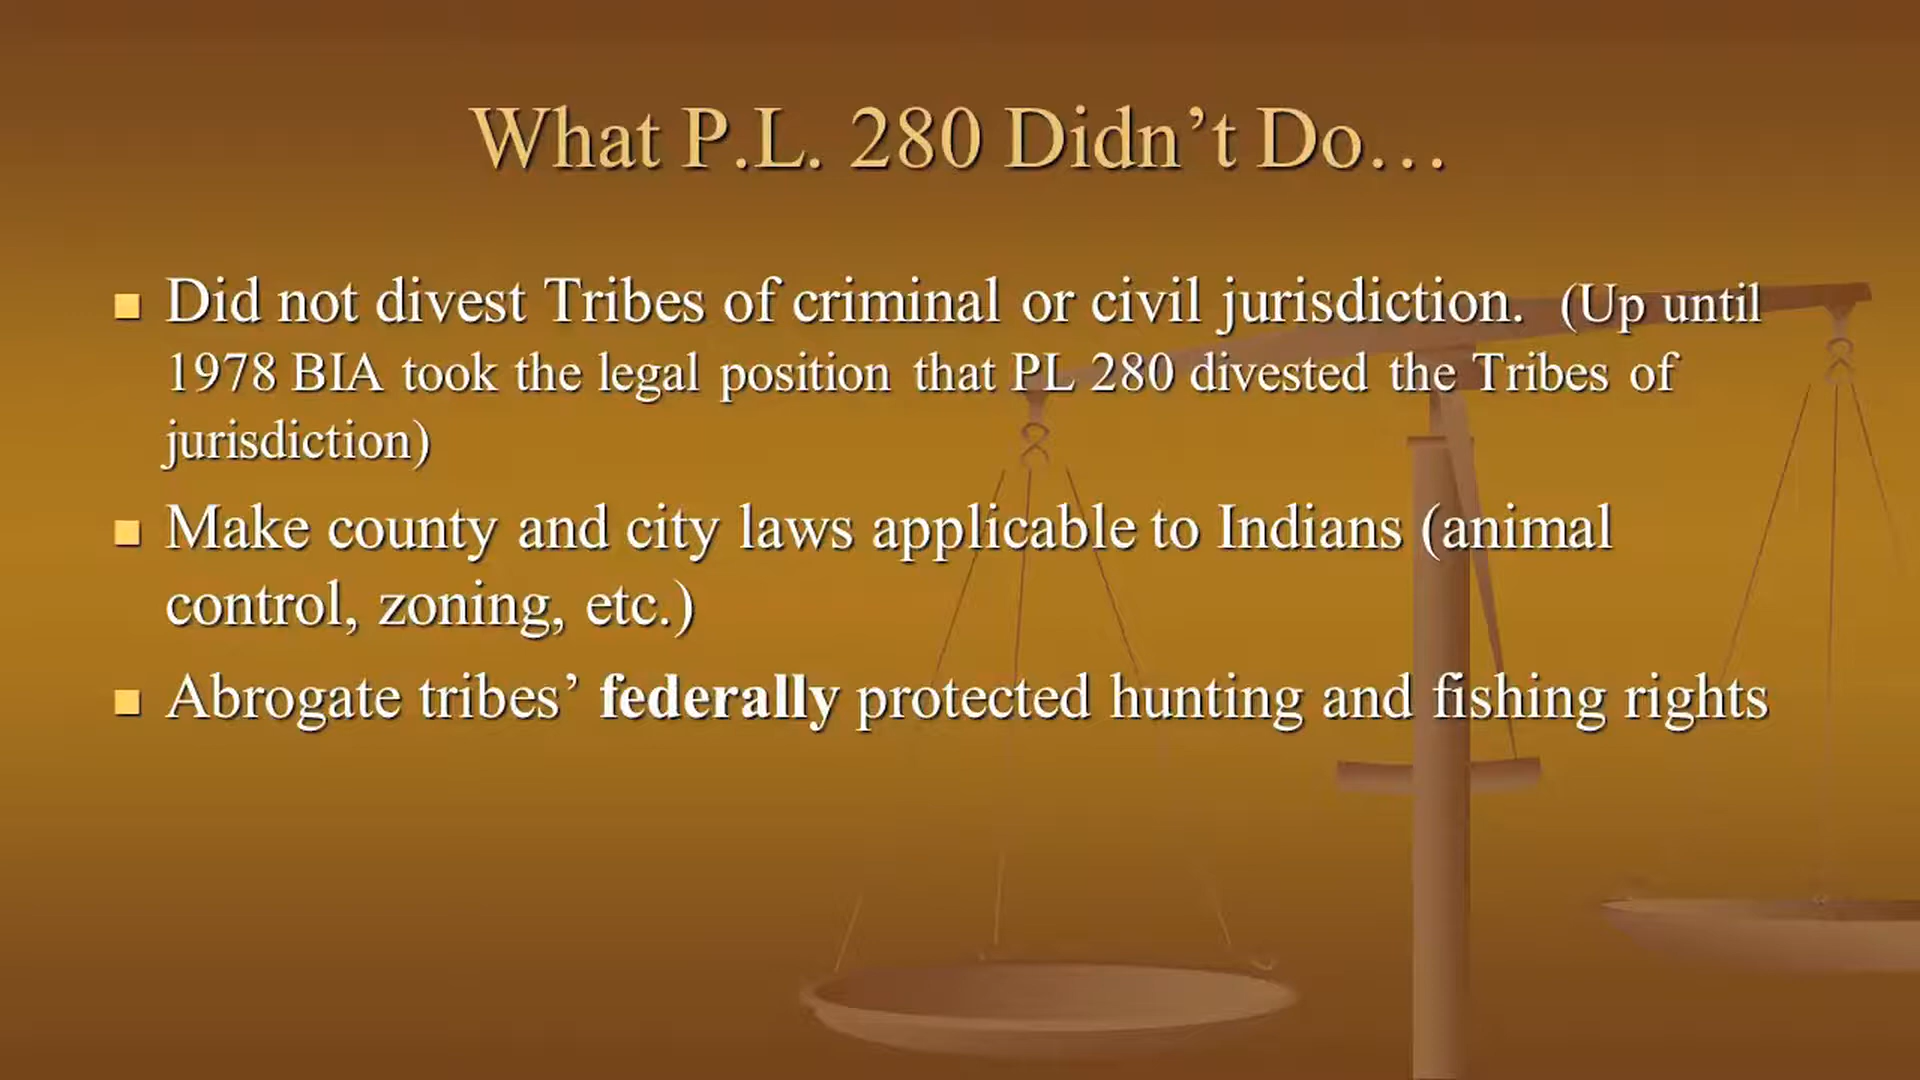 What P.L. 280 Didn’t Do…
Did not divest Tribes of criminal or civil jurisdiction. (Up until
1978 BIA took the legal position that PL 280 divested the Tribes of
jurisdiction)
Make county and city laws applicable to Indians (animal
control, zoning, etc.)
Abrogate tribes’ federally protected hunting and fishing rights